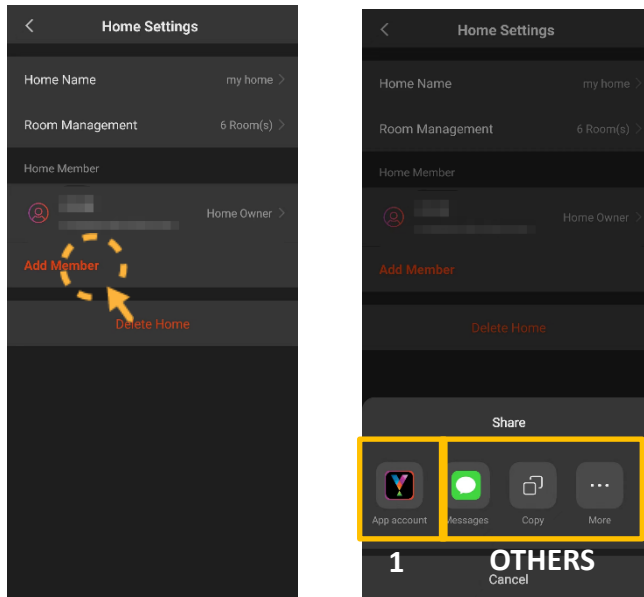 Home Settings
Home Name my home
Room Management 6 Room(s)
Home Member
Home Owner
Add Member
Delete Home
Home Settings
Home Name my home
Room Management 6 Room(s)
Home Member
Home Owner
Add Member
Delete Home
Share
App account Messages Copy More
1 OTHERS
Cancel